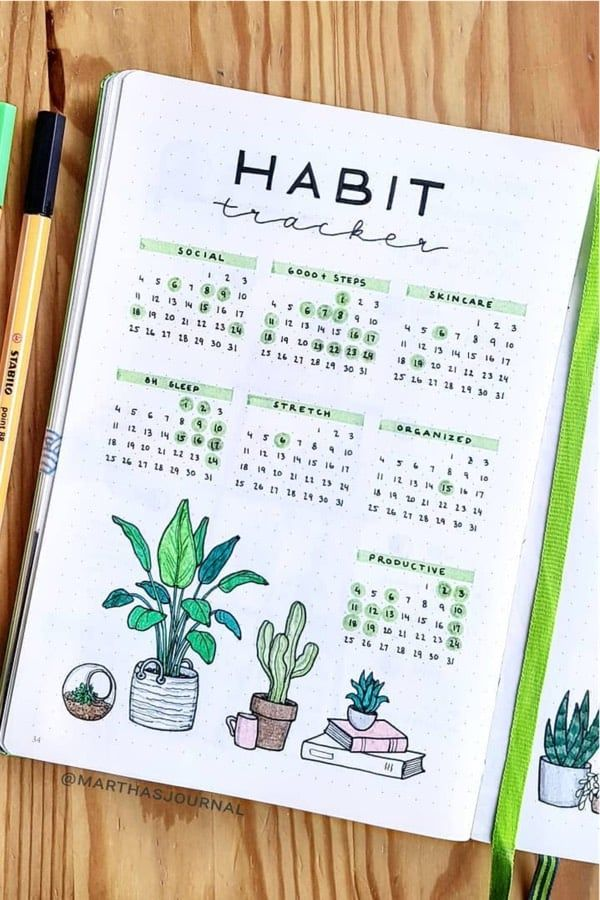 HABIT
tracker
SOCIAL
1 2 3
4 5 6 7 8 9 10
11 12 13 14 15 16 17
18 19 20 21 22 23 24
25 26 27 28 29 30 31
6000+ STEPS
1 2 3
4 5 6 7 8 9 10
11 12 13 14 15 16 17
18 19 20 21 22 23 24
25 26 27 28 29 30 31
SKINCARE
1 2 3
4 5 6 7 8 9 10
11 12 13 14 15 16 17
18 19 20 21 22 23 24
25 26 27 28 29 30 31
8H SLEEP
1 2 3
4 5 6 7 8 9 10
11 12 13 14 15 16 17
18 19 20 21 22 23 24
25 26 27 28 29 30 31
STRETCH
1 2 3
4 5 6 7 8 9 10
11 12 13 14 15 16 17
18 19 20 21 22 23 24
25 26 27 28 29 30 31
ORGANIZED
1 2 3
4 5 6 7 8 9 10
11 12 13 14 15 16 17
18 19 20 21 22 23 24
25 26 27 28 29 30 31
PRODUCTIVE
1 2 3
4 5 6 7 8 9 10
11 12 13 14 15 16 17
18 19 20 21 22 23 24
25 26 27 28 29 30 31
STABILO
point 88
34
@MARTHASJOURNAL